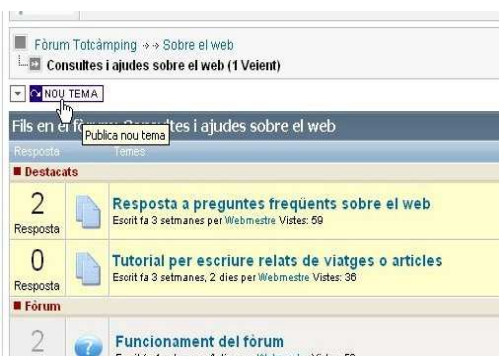 Fòrum Totcàmping →→ Sobre el web
Consultes i ajudes sobre el web (1 Veient)
NOU TEMA
Publica nou tema
Fils en el fòrum: Consultes i ajudes sobre el web
Resposta Temes
Destacats
2 Resposta a preguntes freqüents sobre el web
Resposta Escrit fa 3 setmanes per Webmestre Vistes: 59
0 Tutorial per escriure relats de viatges o articles
Resposta Escrit fa 3 setmanes, 2 dies per Webmestre Vistes: 36
Fòrum
2 Funcionament del fòrum